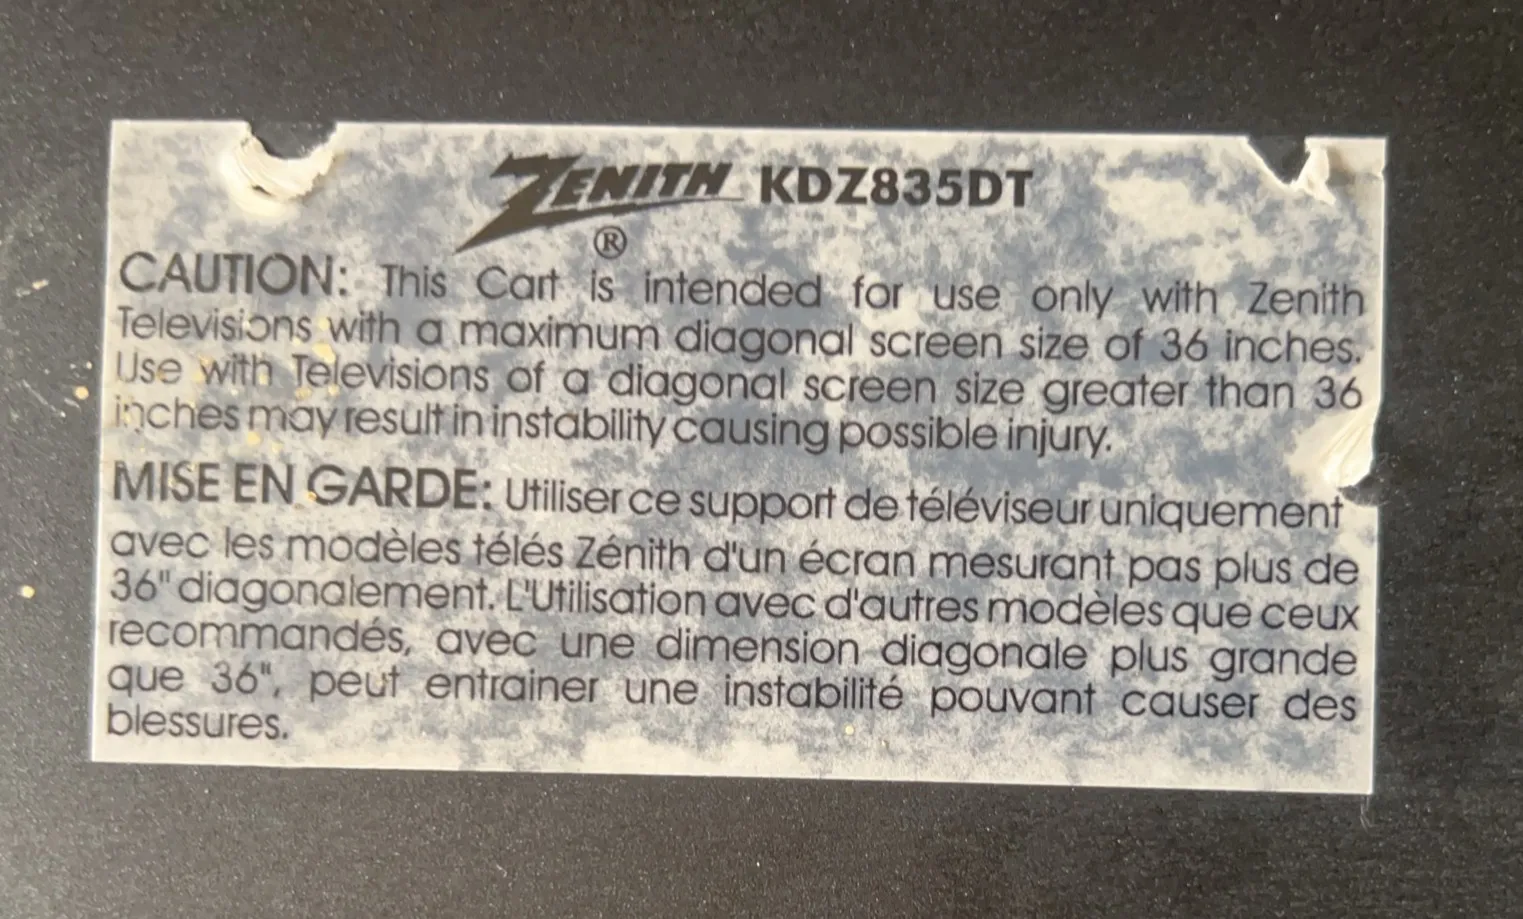 ZENITH KDZ835DT
®
CAUTION: This Cart is intended for use only with Zenith
Televisions with a maximum diagonal screen size of 36 inches.
Use with Televisions of a diagonal screen size greater than 36
inches may result in instability causing possible injury.
MISE EN GARDE: Utiliser ce support de téléviseur uniquement
avec les modèles télés Zénith d'un écran mesurant pas plus de
36" diagonalement. L'Utilisation avec d'autres modèles que ceux
recommandés, avec une dimension diagonale plus grande
que 36", peut entrainer une instabilité pouvant causer des
blessures.